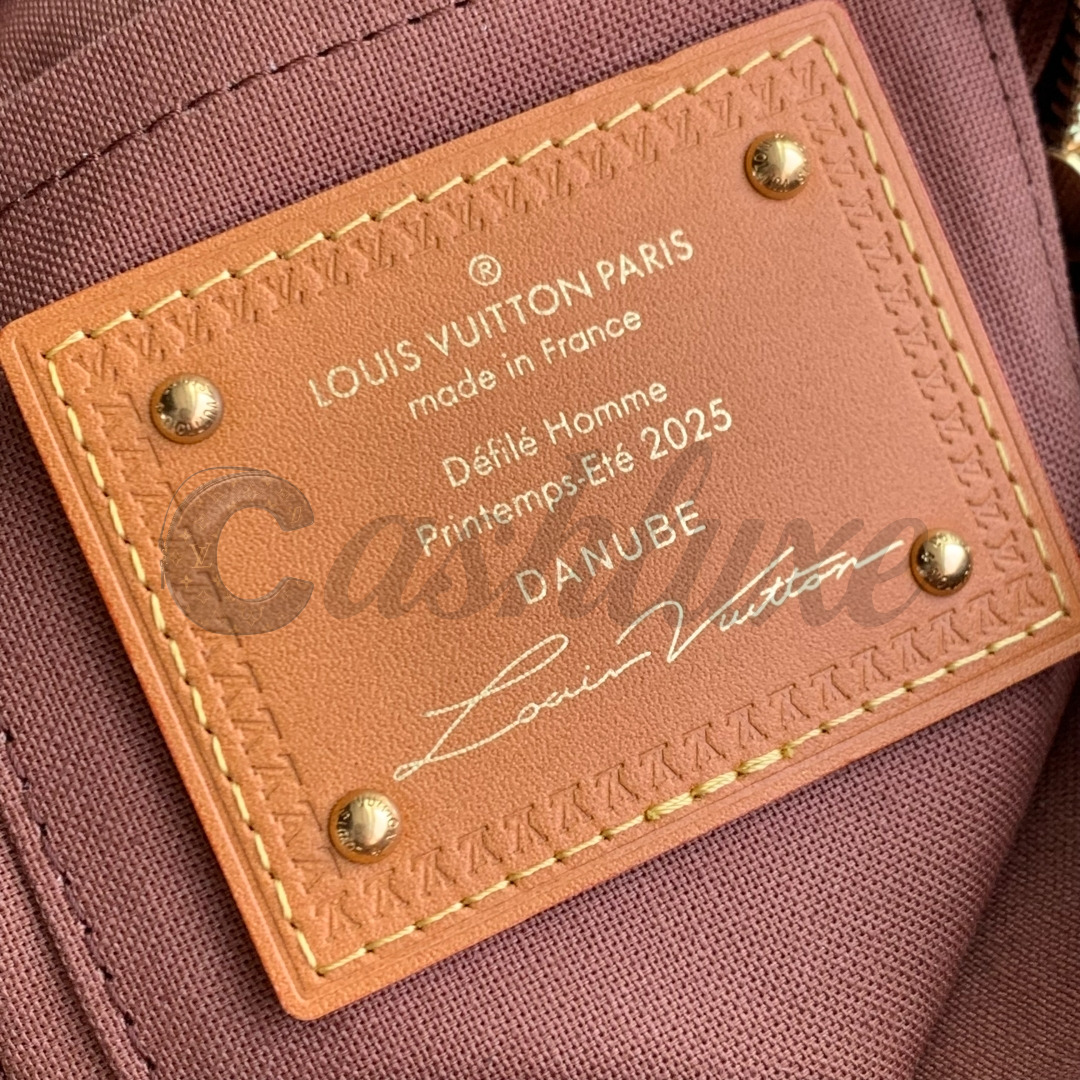 ®
LOUIS VUITTON PARIS
made in France
Défilé Homme
Printemps-Eté 2025
DANUBE
Louis Vuitton
Cashluxe